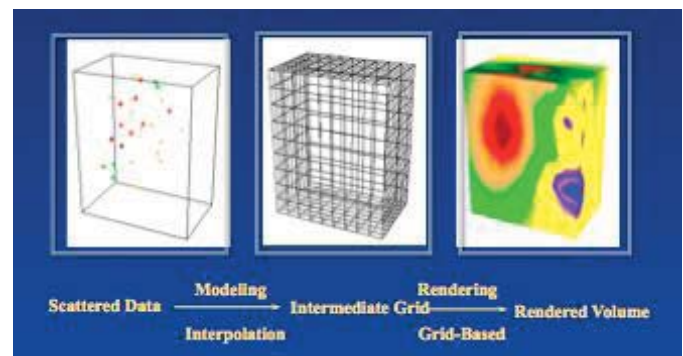 Modeling
Rendering
Scattered Data
Intermediate Grid
Rendered Volume
Interpolation
Grid-Based